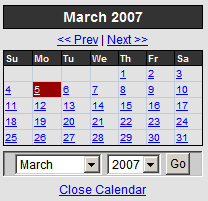 March 2007
<< Prev | Next >>
Su Mo Tu We Th Fr Sa
1 2 3
4 5 6 7 8 9 10
11 12 13 14 15 16 17
18 19 20 21 22 23 24
25 26 27 28 29 30 31
March 2007 Go
Close Calendar